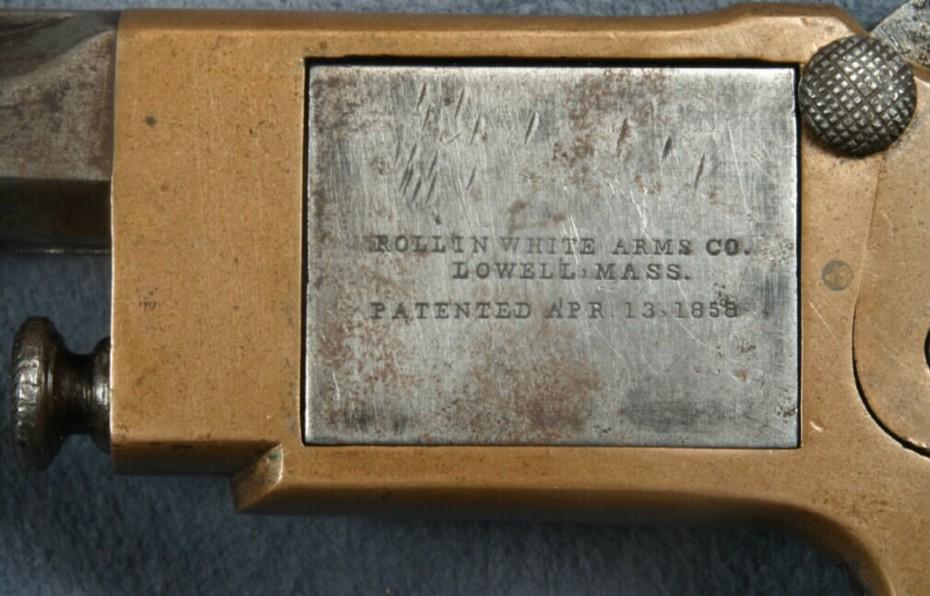 ROLLIN WHITE ARMS CO.
LOWELL, MASS.
PATENTED APR. 13, 1858